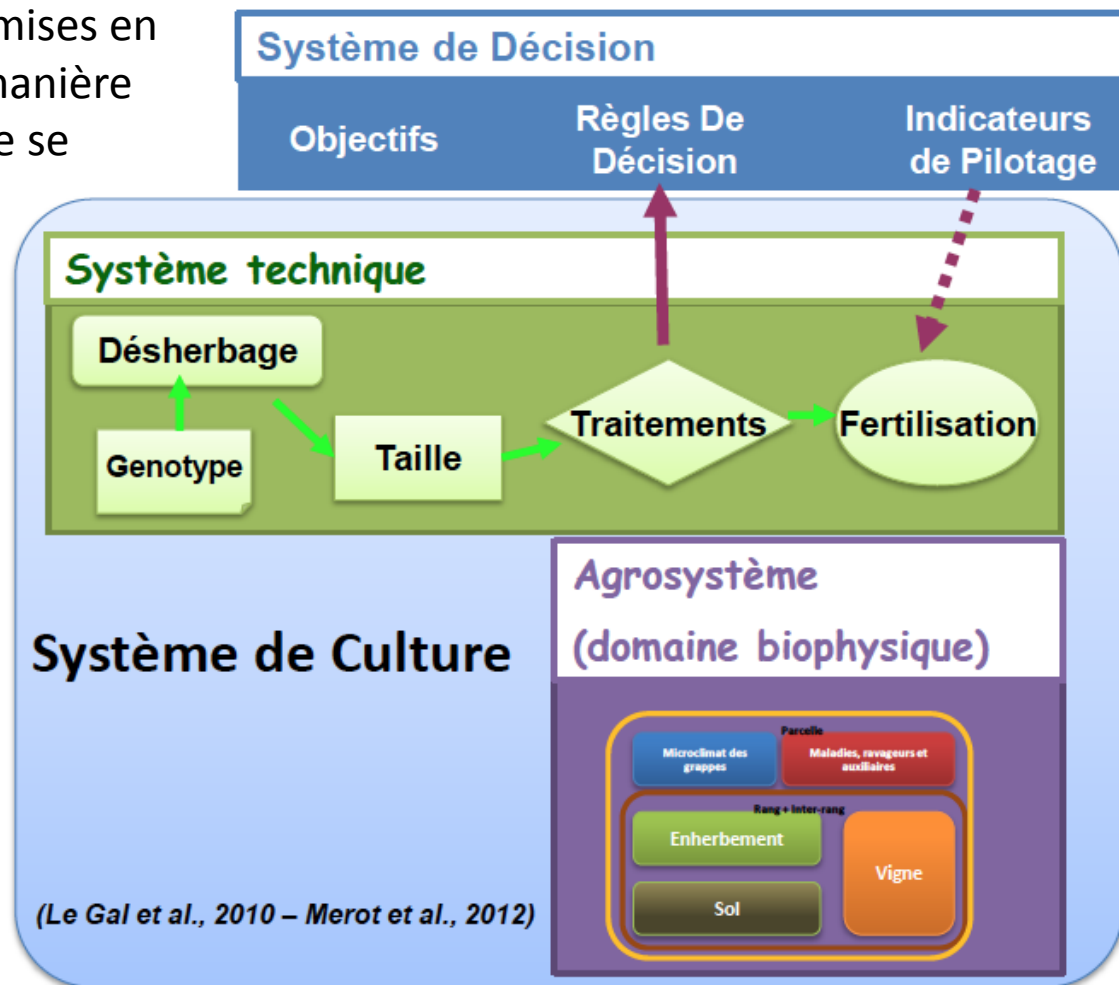 mises en
manière
e se
Système de Décision
Objectifs
Règles De
Décision
Indicateurs
de Pilotage
Système technique
Désherbage
Genotype
Taille
Traitements
Fertilisation
Système de Culture
Agrosystème
(domaine biophysique)
Parcelle
Microclimat des
grappes
Maladies, ravageurs et
auxiliaires
Rang + Inter-rang
Enherbement
Vigne
Sol
(Le Gal et al., 2010 – Merot et al., 2012)